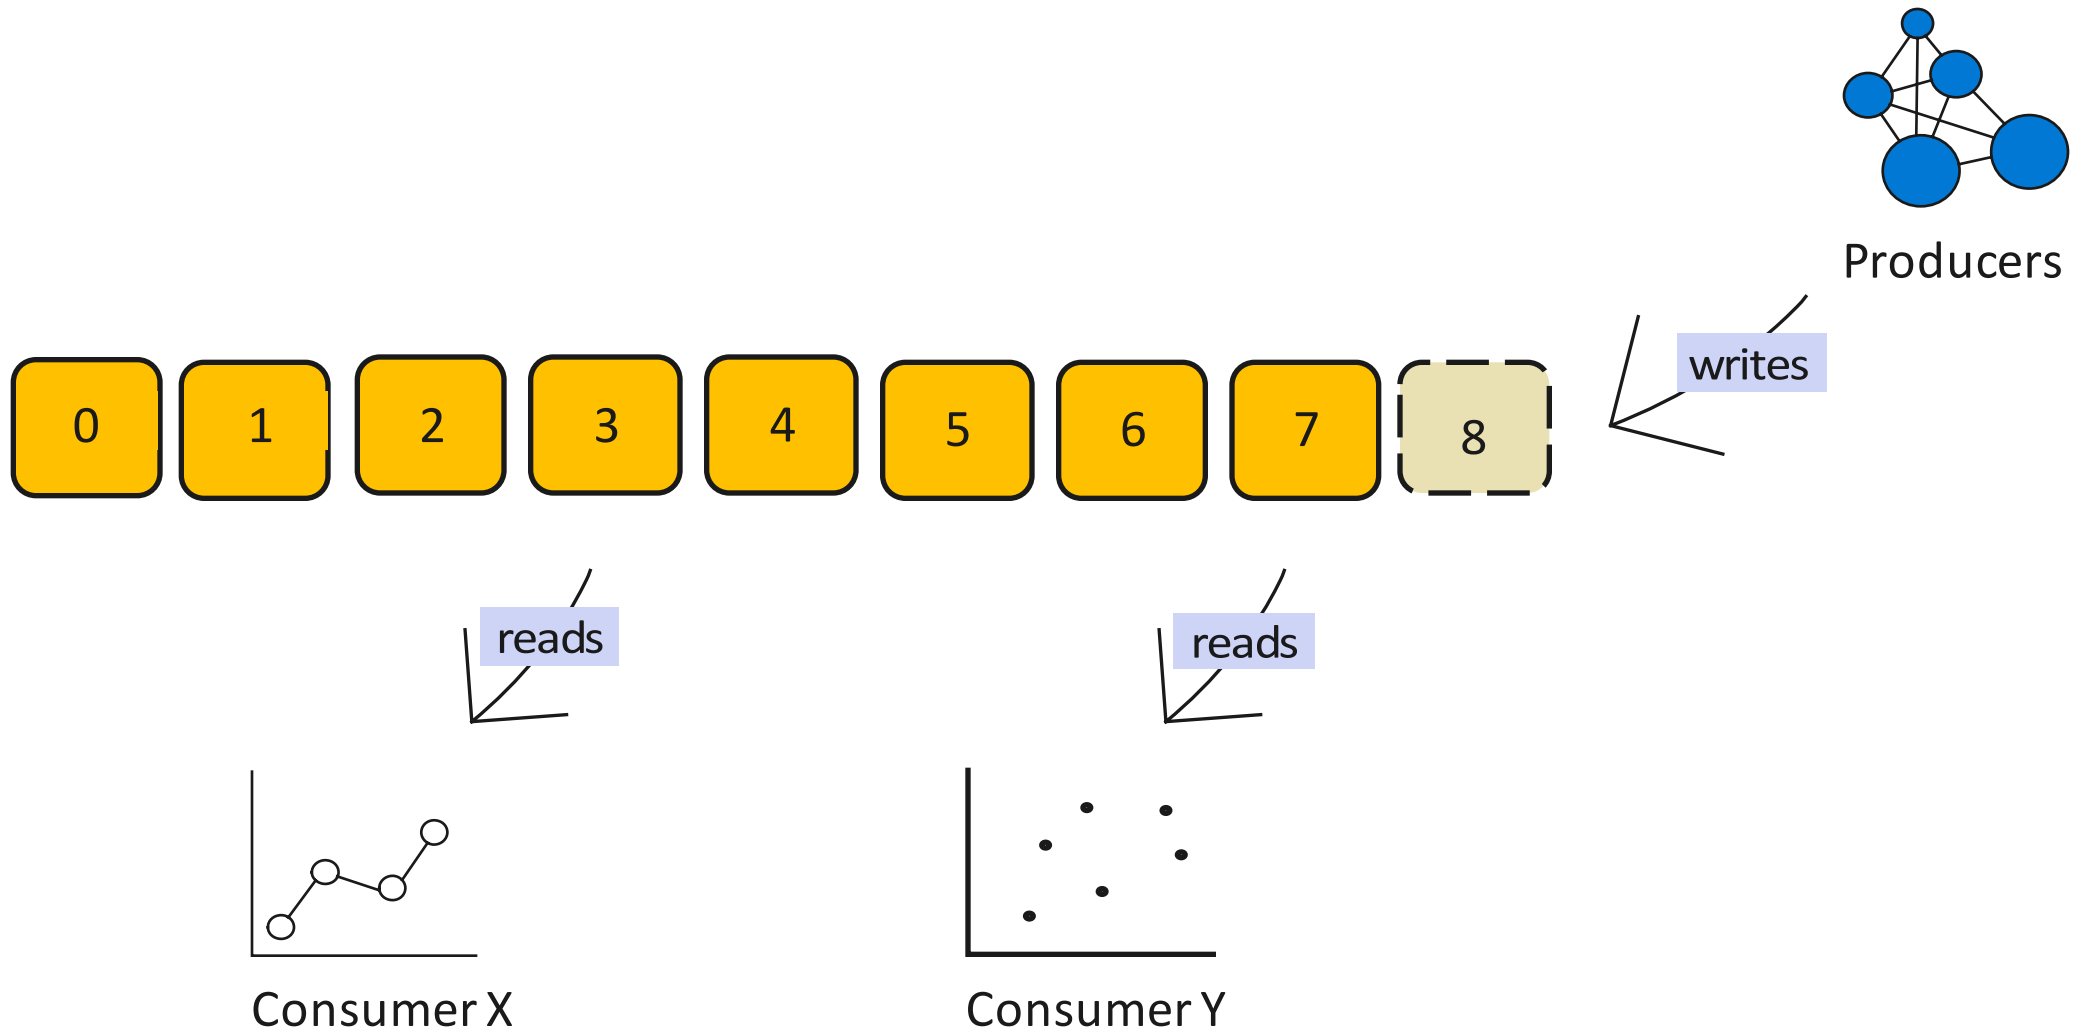 Producers
writes
0 1 2 3 4 5 6 7 8
reads reads
Consumer X Consumer Y